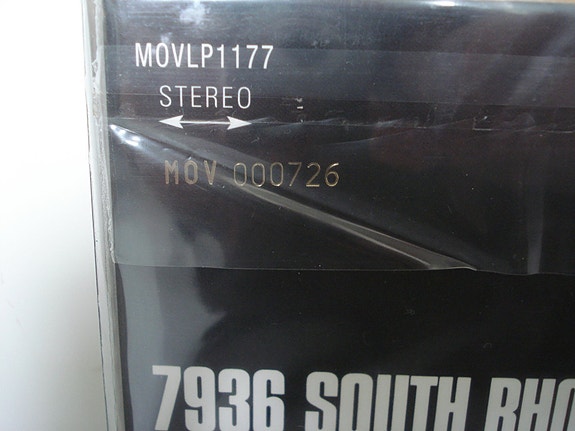 MOVLP1177
STEREO
MOV 000726
7936 SOUTH RHO